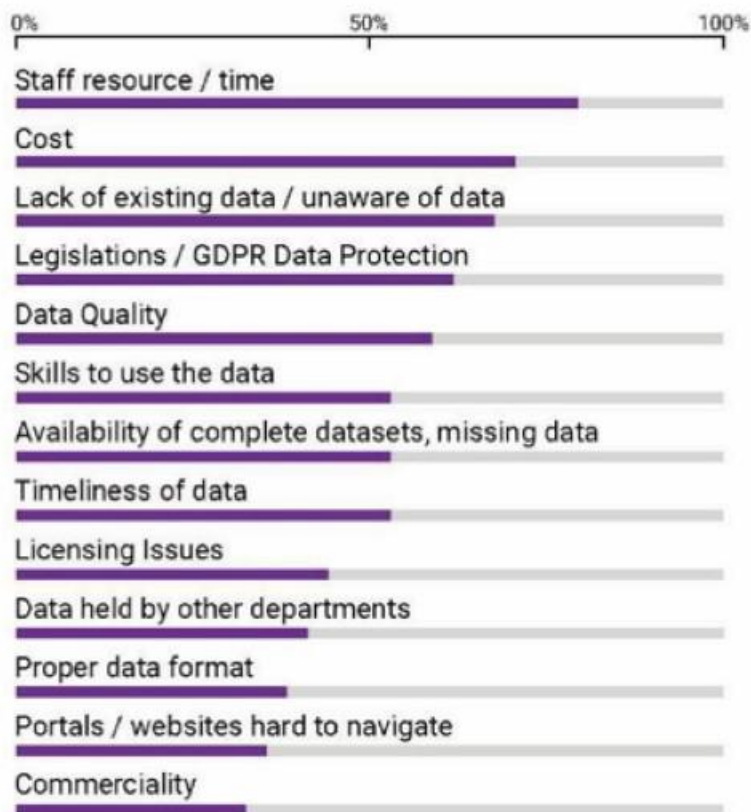 0% 50% 100%
Staff resource / time
Cost
Lack of existing data / unaware of data
Legislations / GDPR Data Protection
Data Quality
Skills to use the data
Availability of complete datasets, missing data
Timeliness of data
Licensing Issues
Data held by other departments
Proper data format
Portals / websites hard to navigate
Commerciality